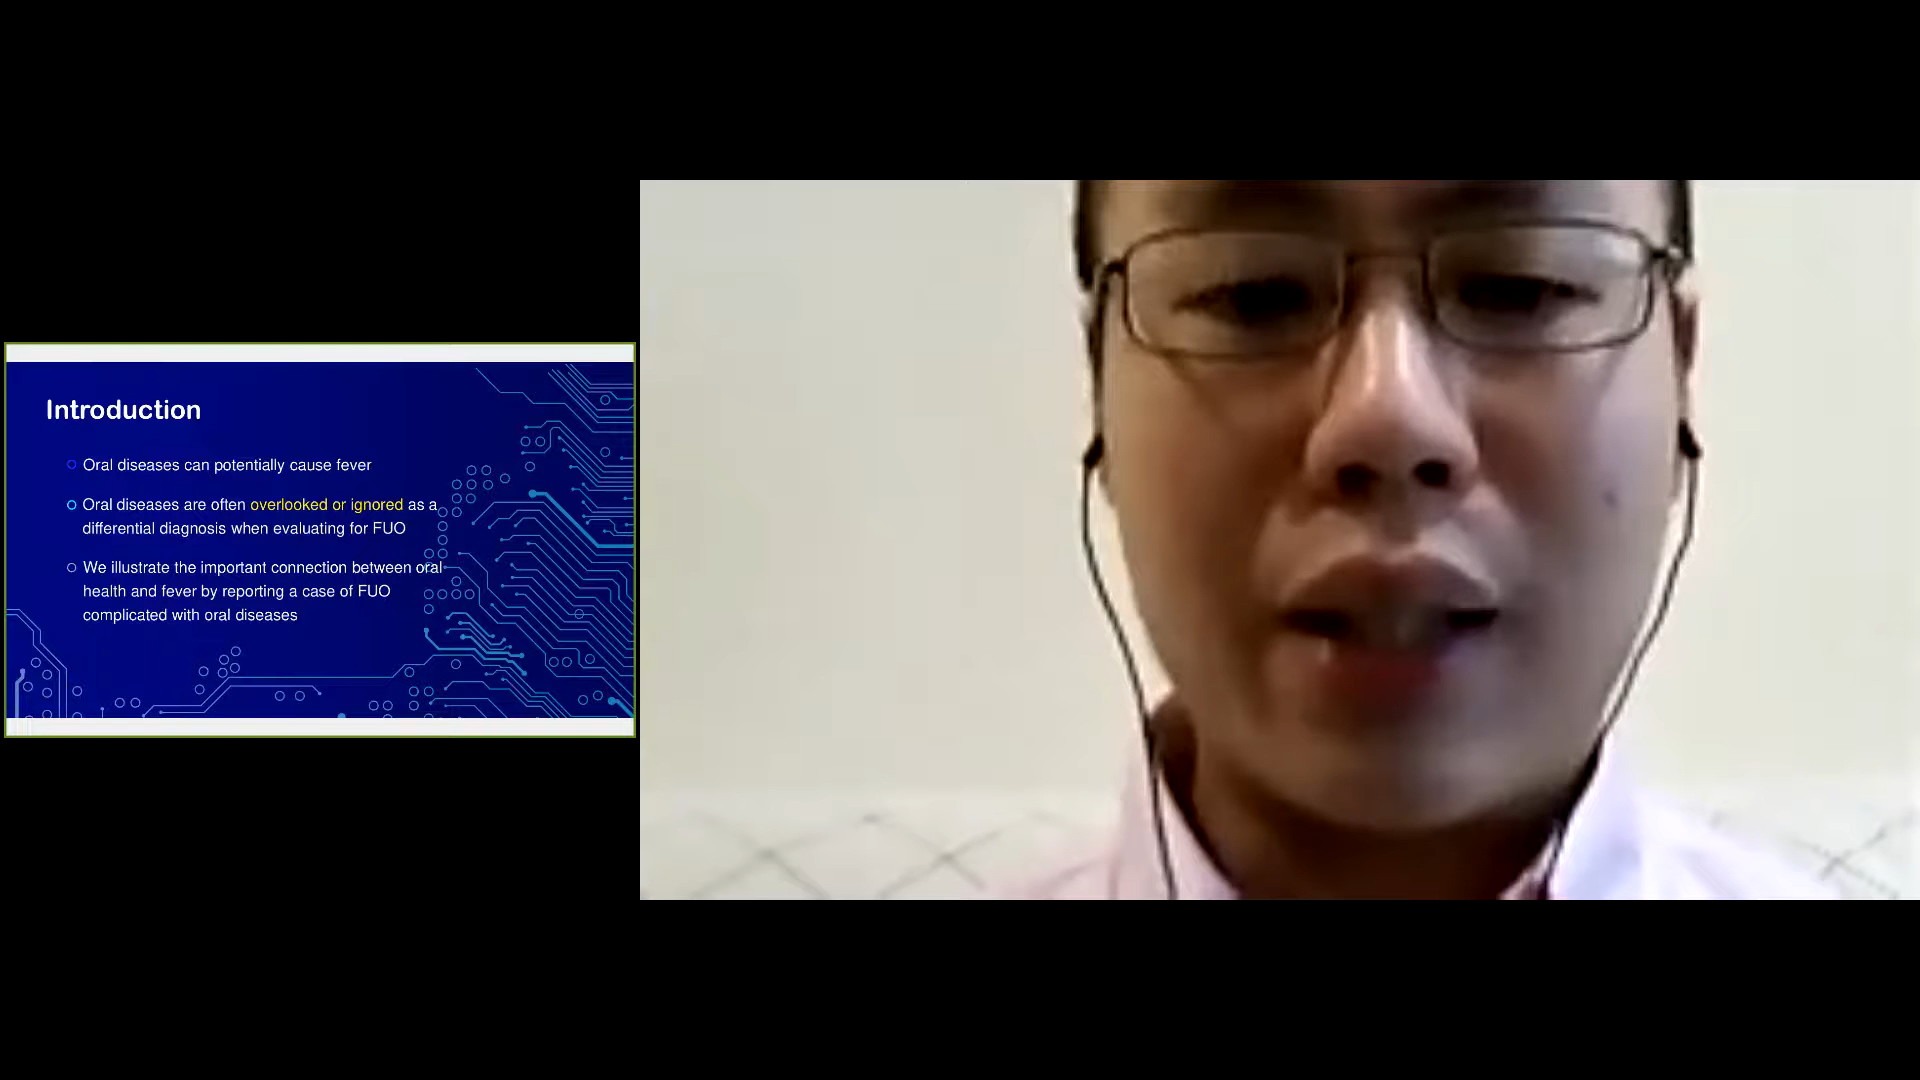 Introduction
Oral diseases can potentially cause fever
Oral diseases are often overlooked or ignored as a
differential diagnosis when evaluating for FUO
We illustrate the important connection between oral
health and fever by reporting a case of FUO
complicated with oral diseases